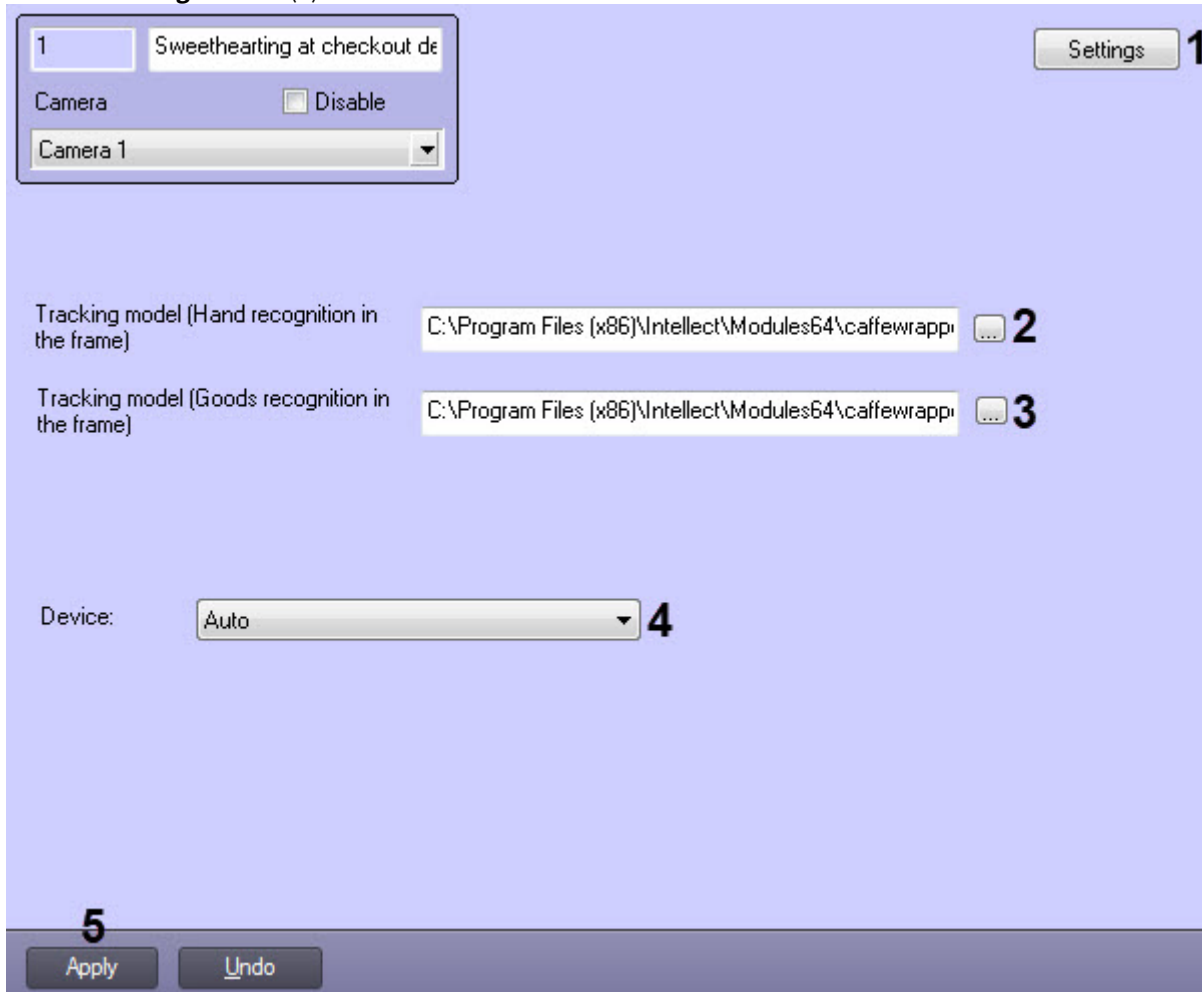 1 Sweethearting at checkout de
Settings 1
Camera Disable
Camera 1
Tracking model (Hand recognition in
the frame)
C:\Program Files (x86)\Intellect\Modules64\caffewrapp ... 2
Tracking model (Goods recognition in
the frame)
C:\Program Files (x86)\Intellect\Modules64\caffewrapp ... 3
Device: Auto 4
5
Apply Undo